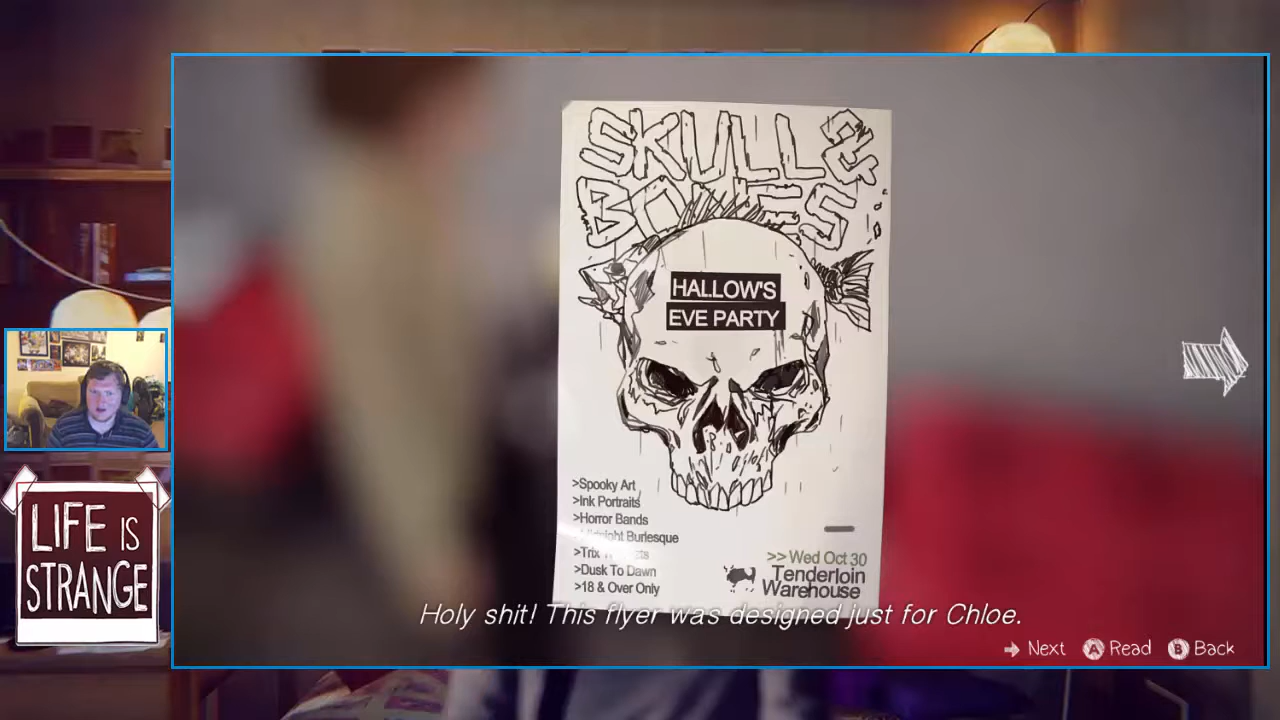 SKULL &
BONES
HALLOW'S
EVE PARTY
>Spooky Art
>Ink Portraits
>Horror Bands
Burlesque
>Dusk To Dawn
>18 & Over Only
>> Wed Oct 30
Tenderloin
Warehouse
Holy shit! This flyer was designed just for Chloe.
Next
A Read
B Back
LIFE IS
STRANGE